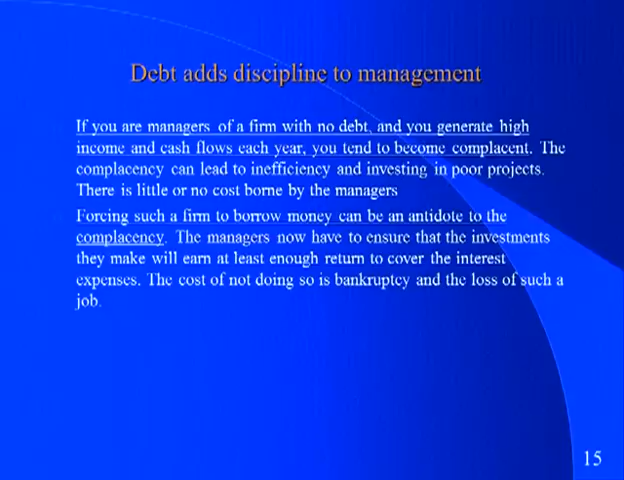 Debt adds discipline to management
If you are managers of a firm with no debt, and you generate high
income and cash flows each year, you tend to become complacent. The
complacency can lead to inefficiency and investing in poor projects.
There is little or no cost borne by the managers
Forcing such a firm to borrow money can be an antidote to the
complacency. The managers now have to ensure that the investments
they make will earn at least enough return to cover the interest
expenses. The cost of not doing so is bankruptcy and the loss of such a
job.
15